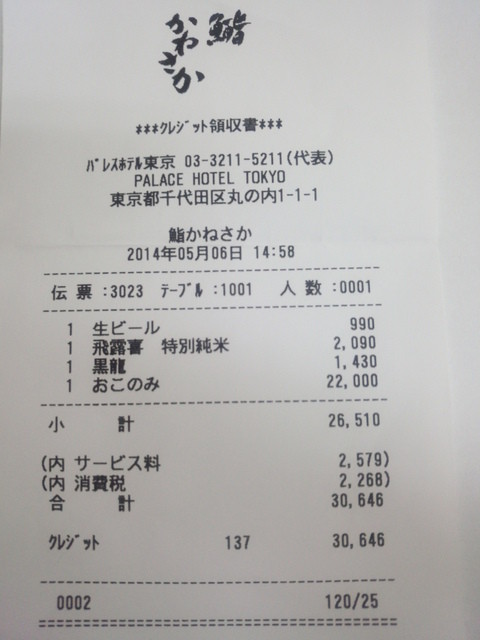 鮨
かねさか
***ｸﾚｼﾞｯﾄ領収書***
ﾊﾟﾚｽﾎﾃﾙ東京 03-3211-5211(代表)
PALACE HOTEL TOKYO
東京都千代田区丸の内1-1-1
鮨かねさか
2014年05月06日 14:58
伝 票 :3023 ﾃｰﾌﾞﾙ :1001 人 数 :0001
1 生ビール 990
1 飛露喜 特別純米 2,090
1 黒龍 1,430
1 おこのみ 22,000
小 計 26,510
(内 サービス料 2,579)
(内 消費税 2,268)
合 計 30,646
ｸﾚｼﾞｯﾄ 137 30,646
0002 120/25